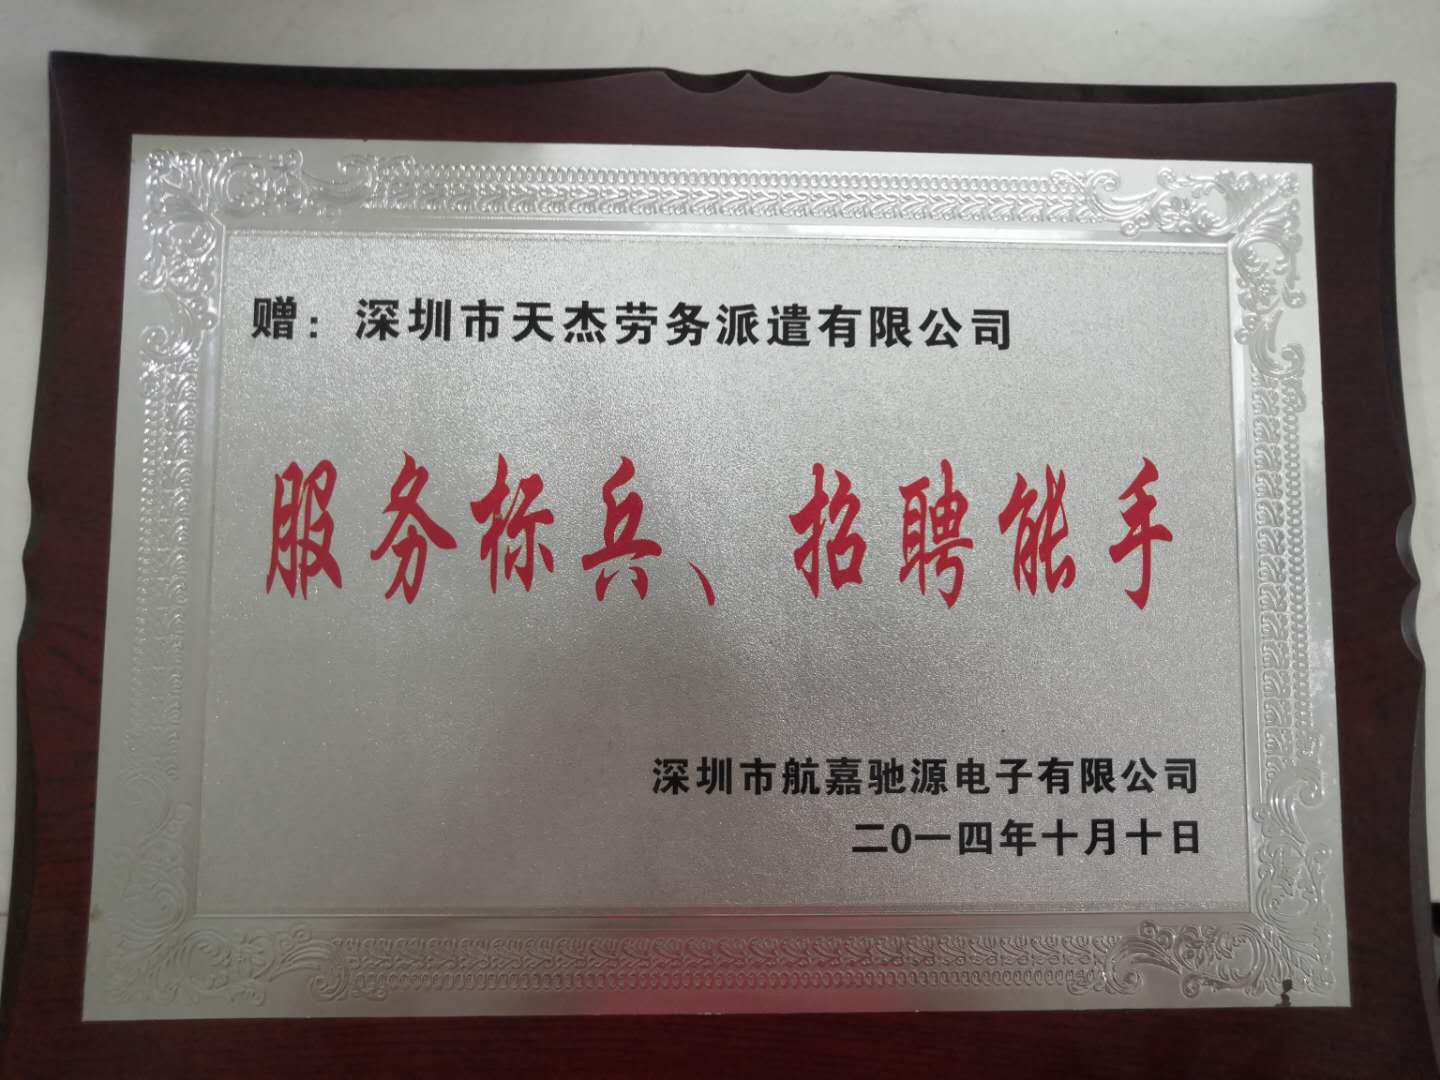 赠：深圳市天杰劳务派遣有限公司
服务标兵、招聘能手
深圳市航嘉驰源电子有限公司
二0一四年十月十日